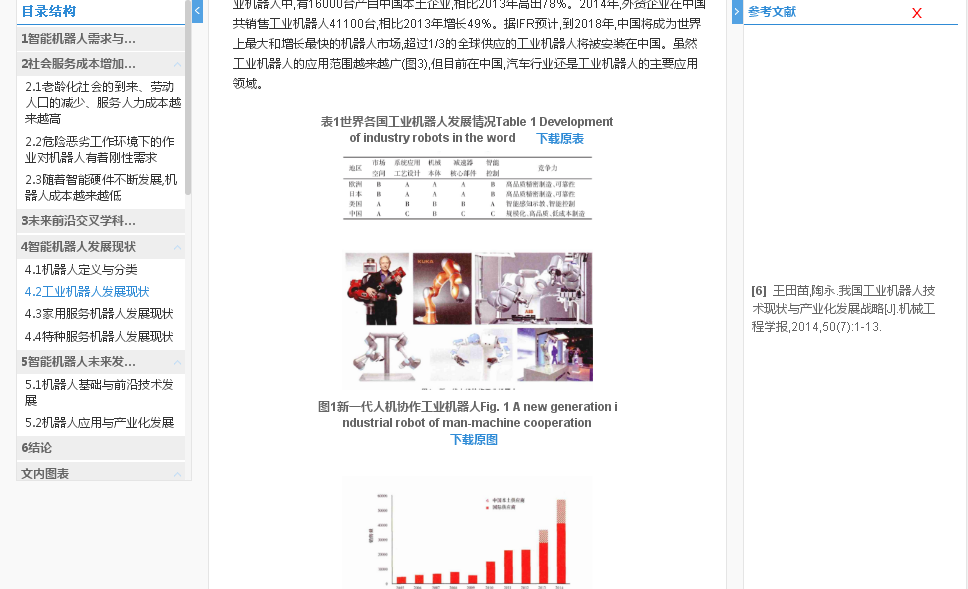 目录结构
1智能机器人需求与...
2社会服务成本增加...
2.1老龄化社会的到来、劳动
人口的减少、服务人力成本越
来越高
2.2危险恶劣工作环境下的作
业对机器人有着刚性需求
2.3随着智能硬件不断发展,机
器人成本越来越低
3未来前沿交叉学科...
4智能机器人发展现状
4.1机器人定义与分类
4.2工业机器人发展现状
4.3家用服务机器人发展现状
4.4特种服务机器人发展现状
5智能机器人未来发...
5.1机器人基础与前沿技术发
展
5.2机器人应用与产业化发展
6结论
文内图表
业机器人中,有16000台产自中国本土企业,相比2013年高出78%。2014年,外资企业在中国
共销售工业机器人41100台,相比2013年增长49%。据IFR预计,到2018年,中国将成为世界
上最大和增长最快的机器人市场,超过1/3的全球供应的工业机器人将被安装在中国。虽然
工业机器人的应用范围越来越广(图3),但目前在中国,汽车行业还是工业机器人的主要应用
领域。
表1世界各国工业机器人发展情况Table 1 Development
of industry robots in the word 下载原表
地区 市场空间 系统应用工艺设计 机械本体 减速器核心部件 智能控制 竞争力
欧洲 B A A A B 高品质精密制造、可靠性
日本 B A A A B 高品质精密制造、可靠性
美国 A B B B A 智能感知示教、智能控制
中国 A C B C C 规模化、高品质、低成本制造
KUKA
ABB
图1新一代人机协作工业机器人Fig. 1 A new generation i
ndustrial robot of man-machine cooperation
下载原图
中国本土供应商
国际供应商
参考文献
X
[6] 王田苗,陶永.我国工业机器人技
术现状与产业化发展战略[J].机械工
程学报,2014,50(7):1-13.